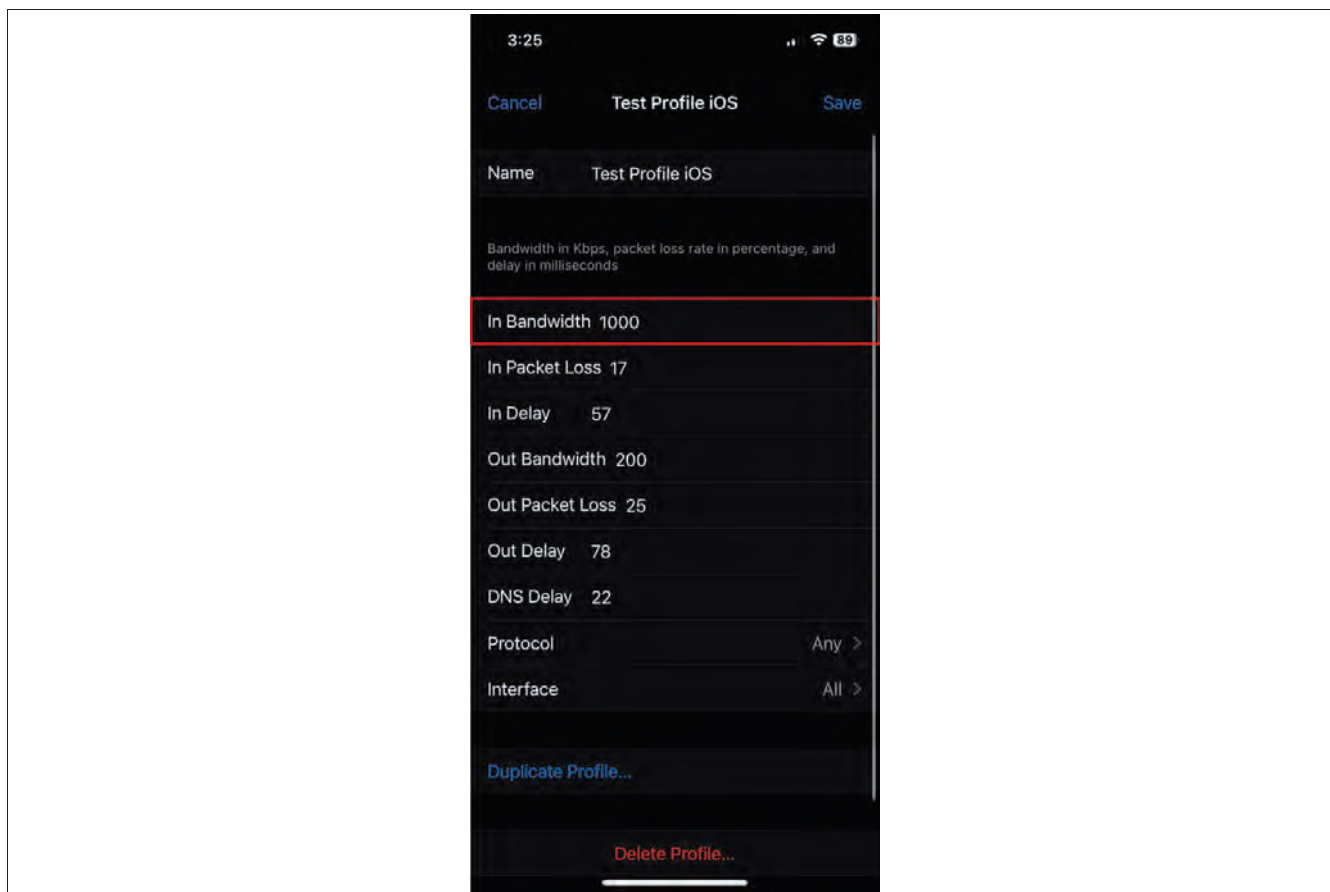 3:25 89
Cancel Test Profile iOS Save
Name Test Profile iOS
Bandwidth in Kbps, packet loss rate in percentage, and
delay in milliseconds
In Bandwidth 1000
In Packet Loss 17
In Delay 57
Out Bandwidth 200
Out Packet Loss 25
Out Delay 78
DNS Delay 22
Protocol Any >
Interface All >
Duplicate Profile...
Delete Profile...